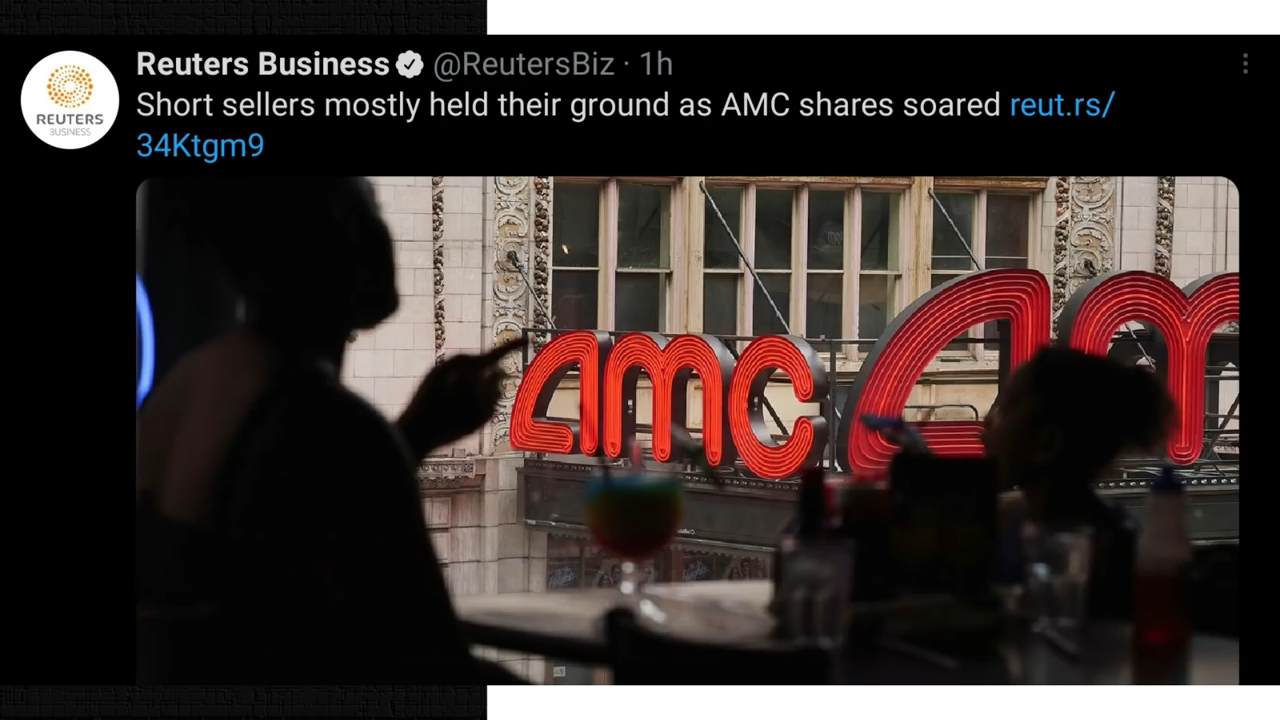 Reuters Business @ReutersBiz · 1h
Short sellers mostly held their ground as AMC shares soared reut.rs/
34Ktgm9
REUTERS
BUSINESS
amc
am